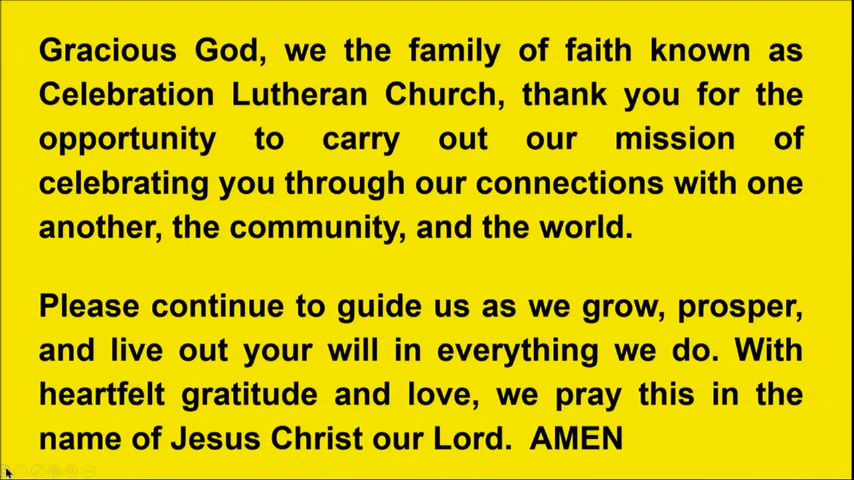 Gracious God, we the family of faith known as
Celebration Lutheran Church, thank you for the
opportunity to carry out our mission of
celebrating you through our connections with one
another, the community, and the world.
Please continue to guide us as we grow, prosper,
and live out your will in everything we do. With
heartfelt gratitude and love, we pray this in the
name of Jesus Christ our Lord.  AMEN